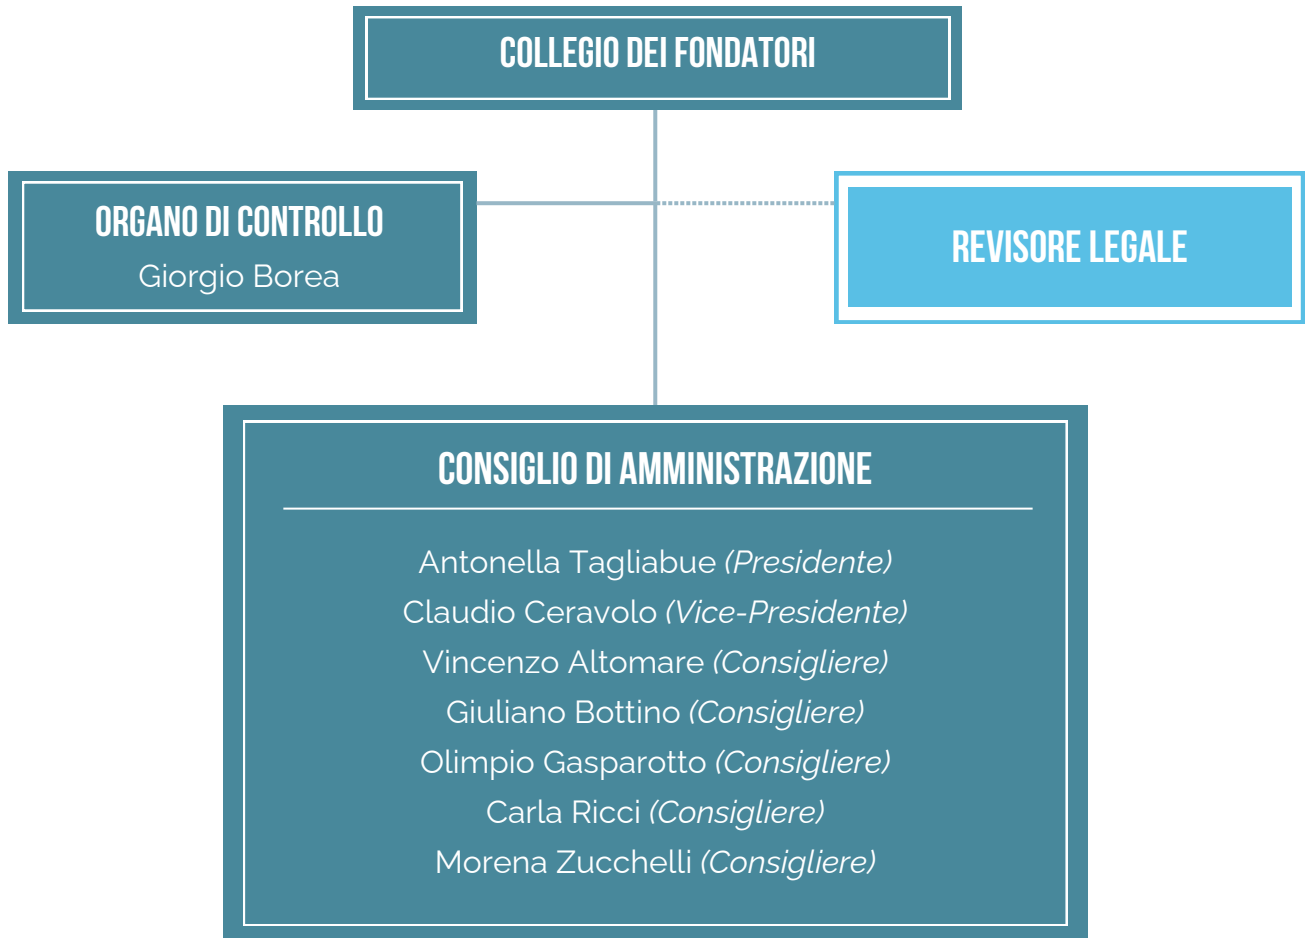 COLLEGIO DEI FONDATORI
ORGANO DI CONTROLLO
Giorgio Borea
REVISORE LEGALE
CONSIGLIO DI AMMINISTRAZIONE
Antonella Tagliabue (Presidente)
Claudio Ceravolo (Vice-Presidente)
Vincenzo Altomare (Consigliere)
Giuliano Bottino (Consigliere)
Olimpio Gasparotto (Consigliere)
Carla Ricci (Consigliere)
Morena Zucchelli (Consigliere)